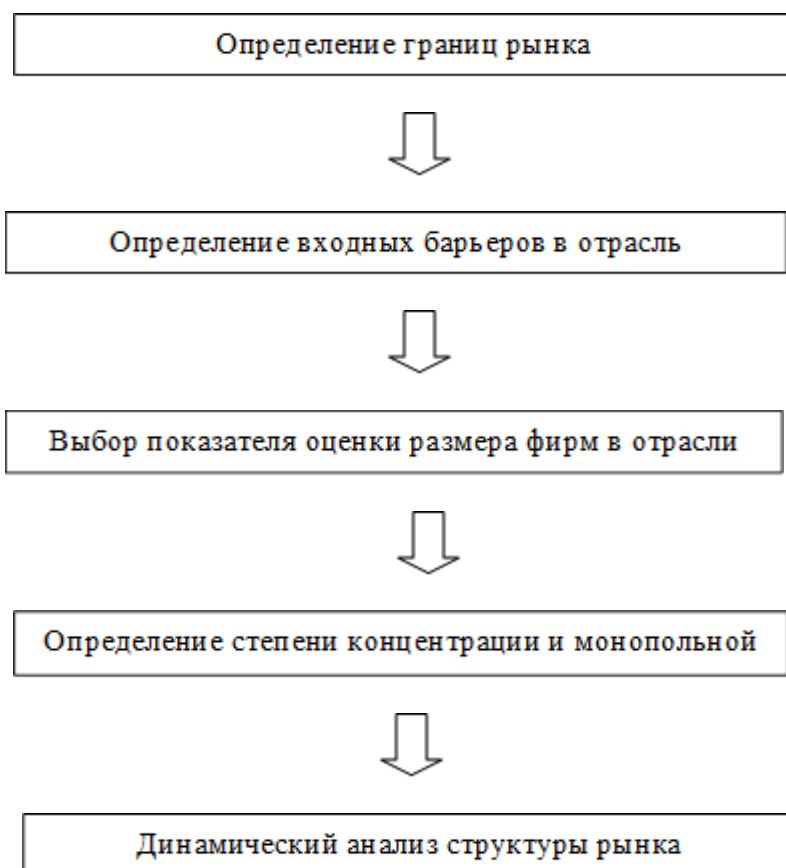 Определение границ рынка
Определение входных барьеров в отрасль
Выбор показателя оценки размера фирм в отрасли
Определение степени концентрации и монопольной
Динамический анализ структуры рынка